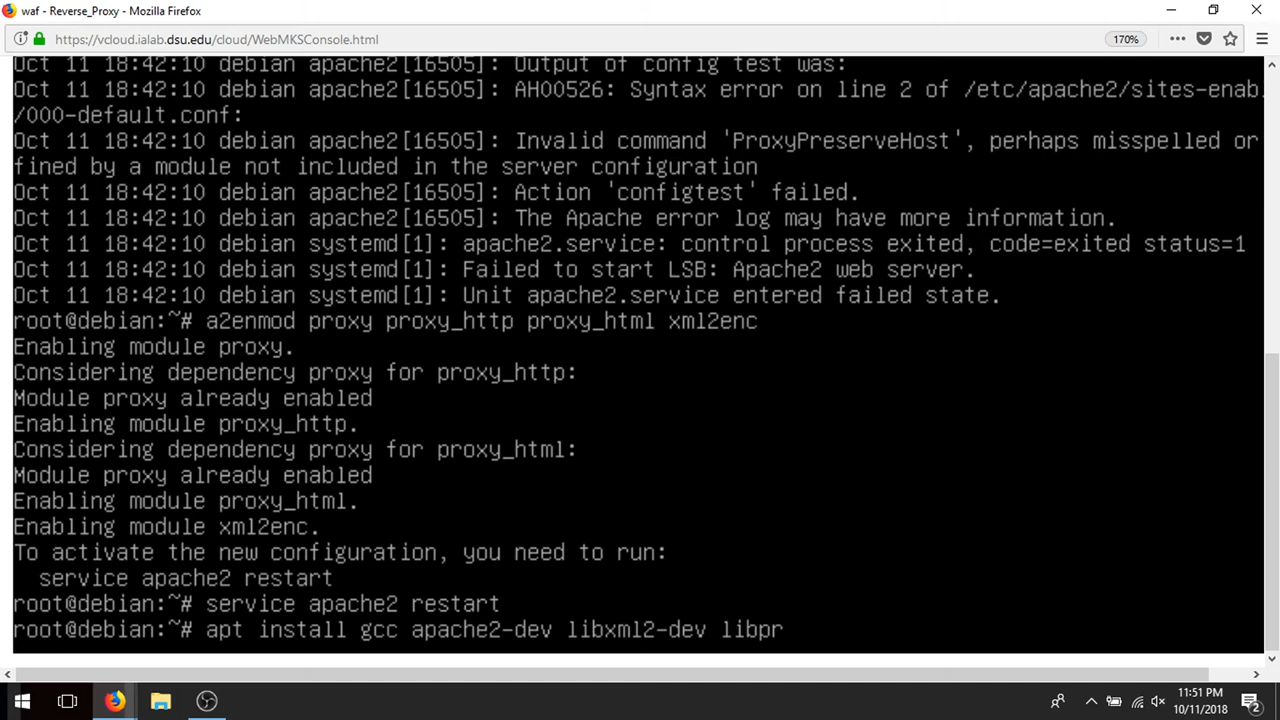 waf - Reverse_Proxy - Mozilla Firefox
https://vcloud.ialab.dsu.edu/cloud/WebMKSConsole.html
170%
Oct 11 18:42:10 debian apache2[16505]: Output of config test was:
Oct 11 18:42:10 debian apache2[16505]: AH00526: Syntax error on line 2 of /etc/apache2/sites-enab
/000-default.conf:
Oct 11 18:42:10 debian apache2[16505]: Invalid command 'ProxyPreserveHost', perhaps misspelled or
fined by a module not included in the server configuration
Oct 11 18:42:10 debian apache2[16505]: Action 'configtest' failed.
Oct 11 18:42:10 debian apache2[16505]: The Apache error log may have more information.
Oct 11 18:42:10 debian systemd[1]: apache2.service: control process exited, code=exited status=1
Oct 11 18:42:10 debian systemd[1]: Failed to start LSB: Apache2 web server.
Oct 11 18:42:10 debian systemd[1]: Unit apache2.service entered failed state.
root@debian:~# a2enmod proxy proxy_http proxy_html xml2enc
Enabling module proxy.
Considering dependency proxy for proxy_http:
Module proxy already enabled
Enabling module proxy_http.
Considering dependency proxy for proxy_html:
Module proxy already enabled
Enabling module proxy_html.
Enabling module xml2enc.
To activate the new configuration, you need to run:
  service apache2 restart
root@debian:~# service apache2 restart
root@debian:~# apt install gcc apache2-dev libxml2-dev libpr
11:51 PM
10/11/2018
2